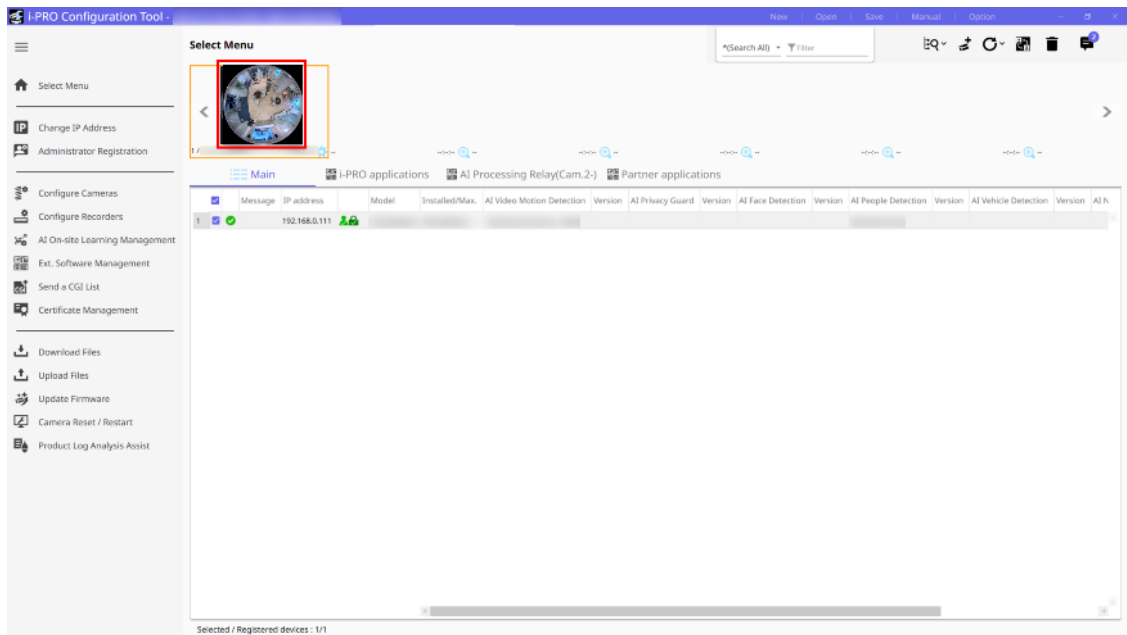 i-PRO Configuration Tool -
New Open Save Manual Option
Select Menu
*(Search All) Filter
2
Select Menu
Change IP Address
Administrator Registration
Configure Cameras
Configure Recorders
AI On-site Learning Management
Ext. Software Management
Send a CGI List
Certificate Management
Download Files
Upload Files
Update Firmware
Camera Reset / Restart
Product Log Analysis Assist
1 / --
--:--:-- --
--:--:-- --
--:--:-- --
--:--:-- --
--:--:-- --
Main i-PRO applications AI Processing Relay(Cam.2-) Partner applications
Message IP address Model Installed/Max. AI Video Motion Detection Version AI Privacy Guard Version AI Face Detection Version AI People Detection Version AI Vehicle Detection Version AI N
1 192.168.0.111
Selected / Registered devices : 1/1